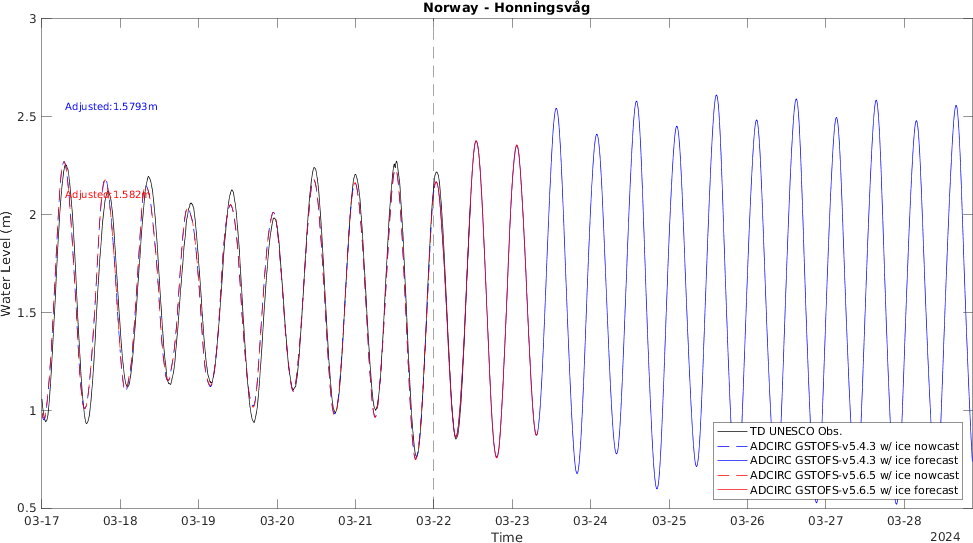 Norway - Honningsvåg
3
2.5
2
1.5
1
0.5
Water Level (m)
Adjusted:1.5793m
Adjusted:1.582m
TD UNESCO Obs.
ADCIRC GSTOFS-v5.4.3 w/ ice nowcast
ADCIRC GSTOFS-v5.4.3 w/ ice forecast
ADCIRC GSTOFS-v5.6.5 w/ ice nowcast
ADCIRC GSTOFS-v5.6.5 w/ ice forecast
03-17 03-18 03-19 03-20 03-21 03-22 03-23 03-24 03-25 03-26 03-27 03-28
Time
2024